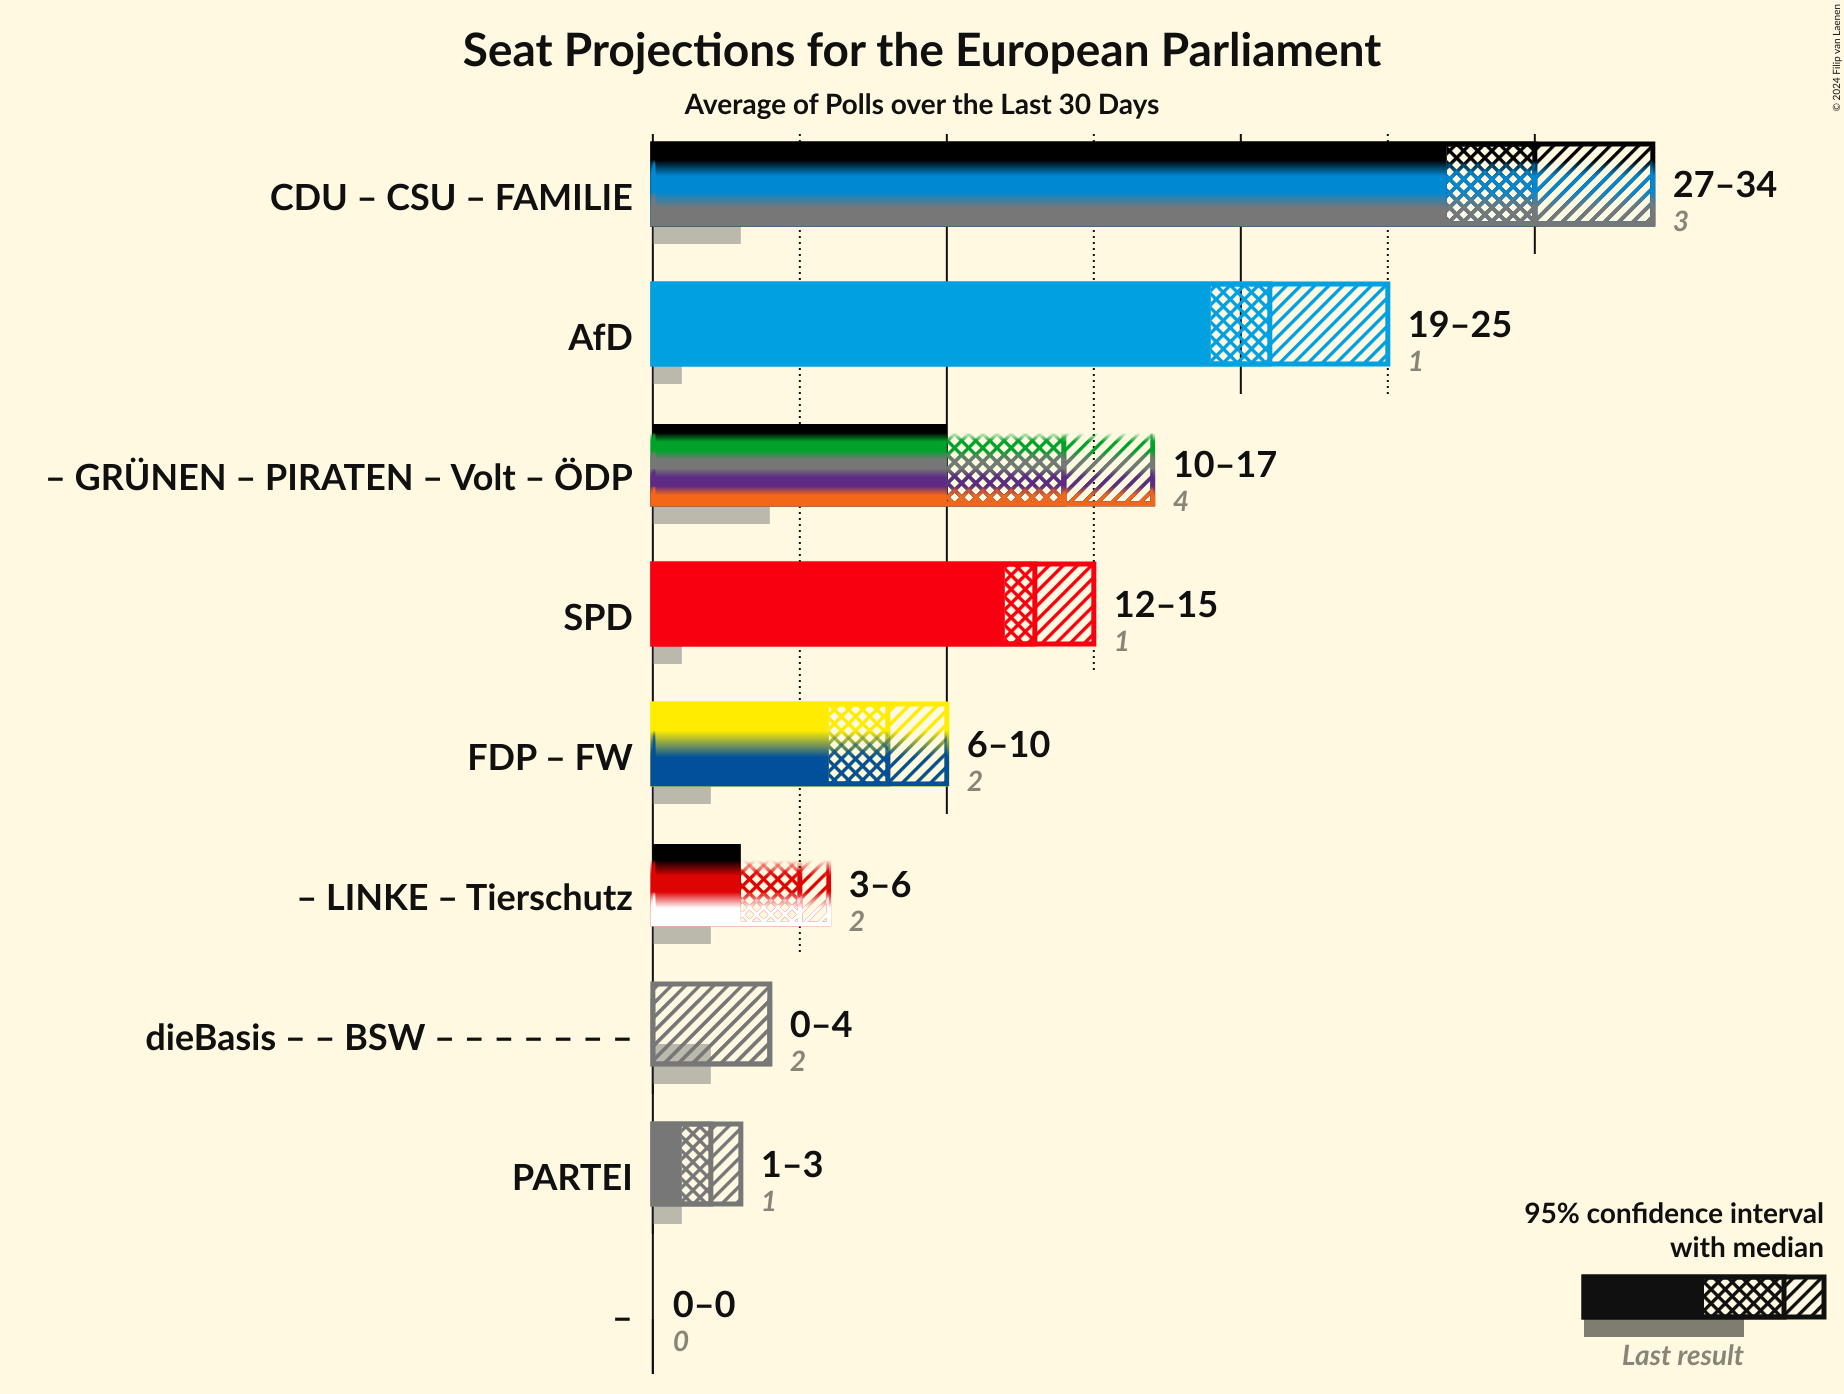 Seat Projections for the European Parliament
Average of Polls over the Last 30 Days
© 2024 Filip van Laenen
CDU – CSU – FAMILIE
27–34
3
AfD
19–25
1
– GRÜNEN – PIRATEN – Volt – ÖDP
10–17
4
SPD
12–15
1
FDP – FW
6–10
2
– LINKE – Tierschutz
3–6
2
dieBasis – – BSW – – – – – – –
0–4
2
PARTEI
1–3
1
–
0–0
0
95% confidence interval
with median
Last result